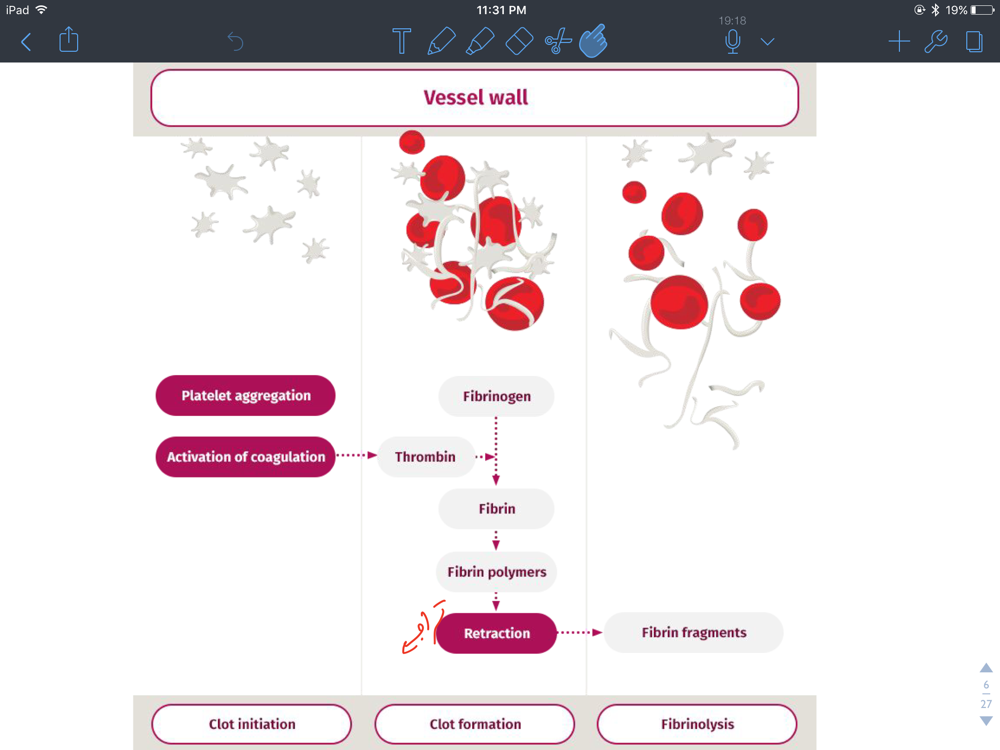 iPad
11:31 PM
19%
19:18
T
Vessel wall
Platelet aggregation
Fibrinogen
Activation of coagulation
Thrombin
Fibrin
Fibrin polymers
Retraction
Fibrin fragments
6
27
Clot initiation
Clot formation
Fibrinolysis